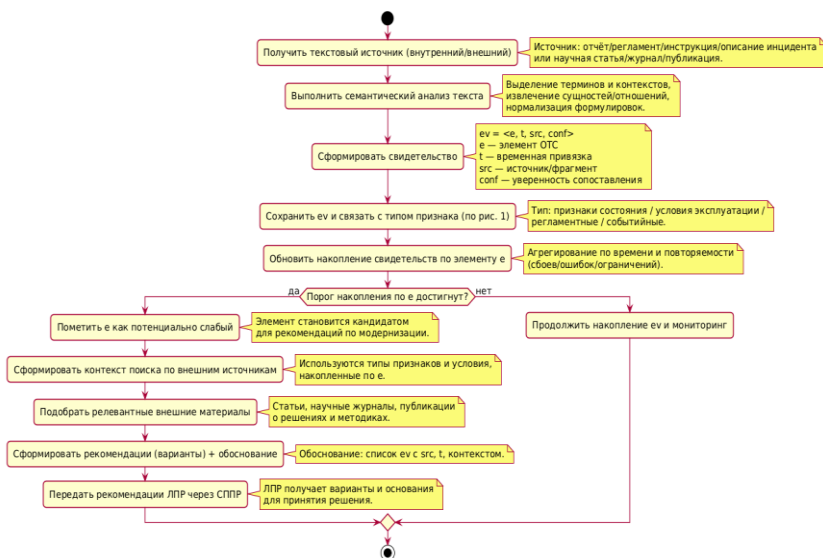 Получить текстовый источник (внутренний/внешний)
Источник: отчёт/регламент/инструкция/описание инцидента
или научная статья/журнал/публикация.
Выполнить семантический анализ текста
Выделение терминов и контекстов,
извлечение сущностей/отношений,
нормализация формулировок.
Сформировать свидетельство
ev = <e, t, src, conf>
e — элемент ОТС
t — временная привязка
src — источник/фрагмент
conf — уверенность сопоставления
Сохранить ev и связать с типом признака (по рис. 1)
Тип: признаки состояния / условия эксплуатации /
регламентные / событийные.
Обновить накопление свидетельств по элементу e
Агрегирование по времени и повторяемости
(сбоев/ошибок/ограничений).
да
Порог накопления по e достигнут?
нет
Пометить e как потенциально слабый
Элемент становится кандидатом
для рекомендаций по модернизации.
Продолжить накопление ev и мониторинг
Сформировать контекст поиска по внешним источникам
Используются типы признаков и условия,
накопленные по e.
Подобрать релевантные внешние материалы
Статьи, научные журналы, публикации
о решениях и методиках.
Сформировать рекомендации (варианты) + обоснование
Обоснование: список ev с src, t, контекстом.
Передать рекомендации ЛПР через СППР
ЛПР получает варианты и основания
для принятия решения.